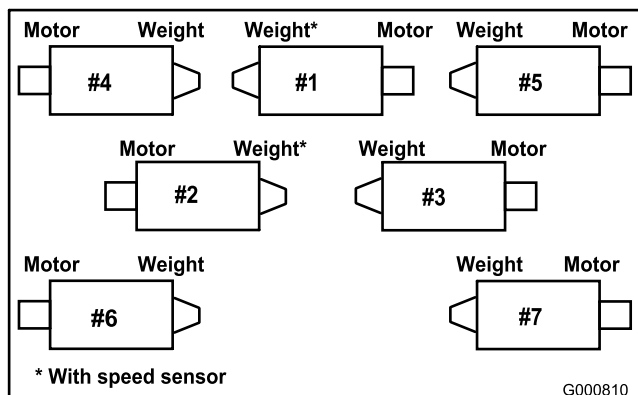 Motor Weight Weight* Motor Weight Motor
#4 #1 #5
Motor Weight* Weight Motor
#2 #3
Motor Weight Weight Motor
#6 #7
* With speed sensor
G000810